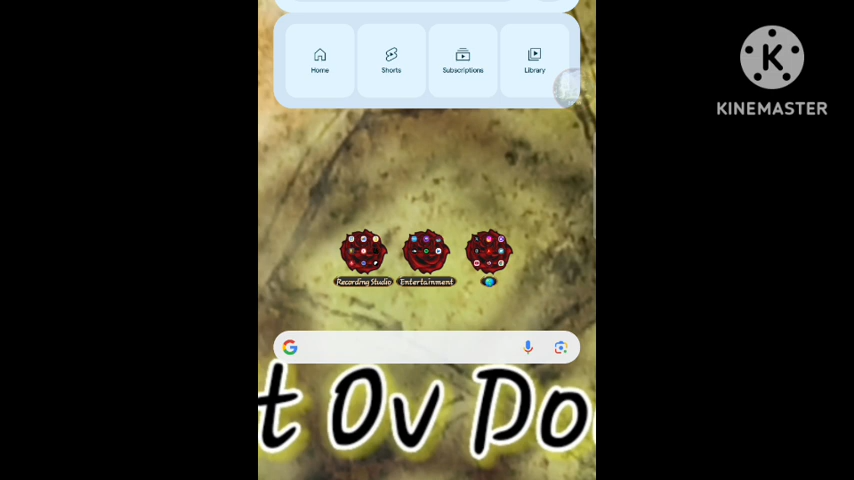 Home Shorts Subscriptions Library
KINEMASTER
Recording Studio Entertainment
t Ov Do